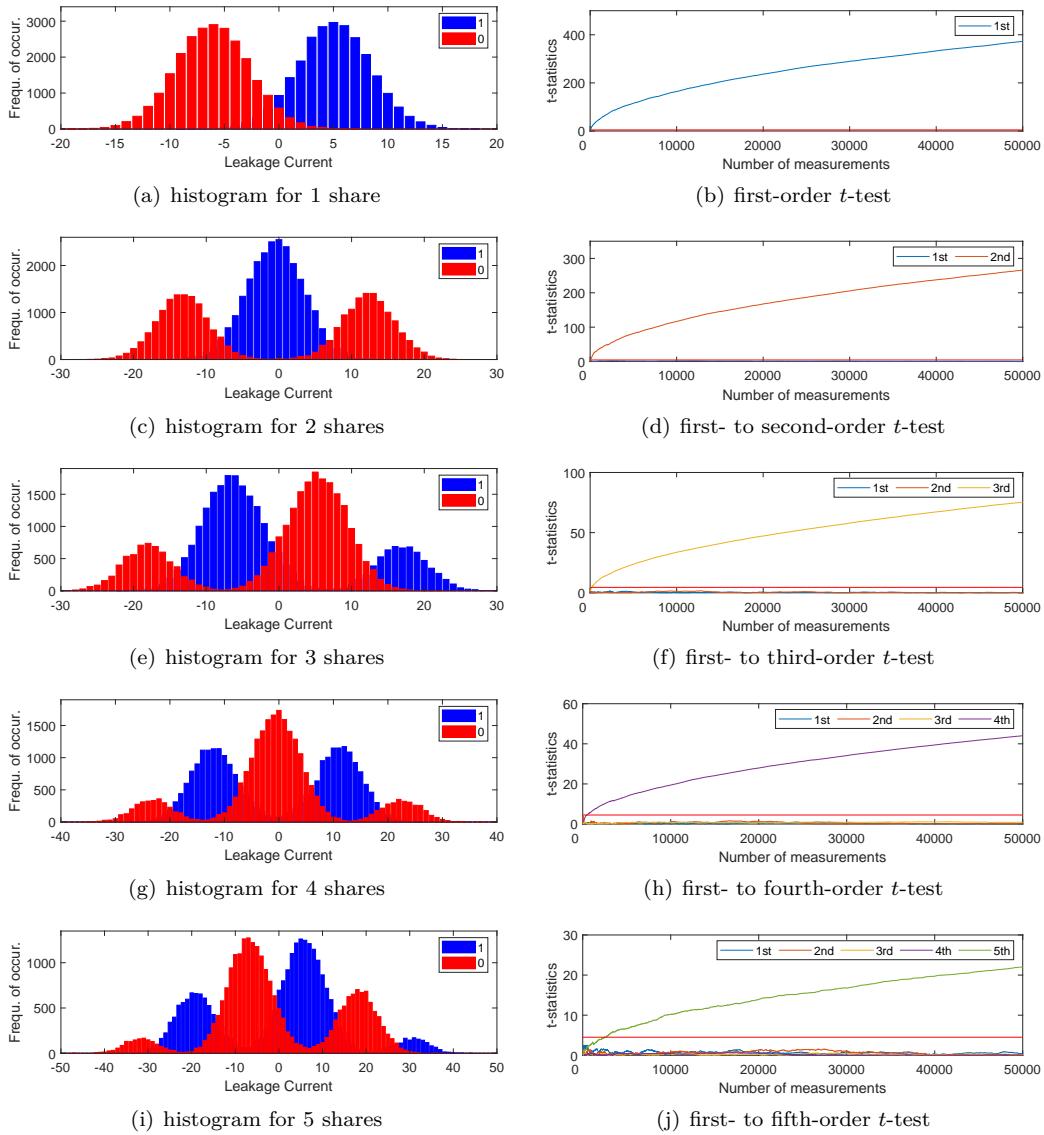 3000
2000
1000
0
Frequ. of occur.
1
0
-20 -15 -10 -5 0 5 10 15 20
Leakage Current
(a) histogram for 1 share
400
200
0
t-statistics
1st
0 10000 20000 30000 40000 50000
Number of measurements
(b) first-order t-test
2000
1000
0
Frequ. of occur.
1
0
-30 -20 -10 0 10 20 30
Leakage Current
(c) histogram for 2 shares
300
200
100
0
t-statistics
1st 2nd
0 10000 20000 30000 40000 50000
Number of measurements
(d) first- to second-order t-test
1500
1000
500
0
Frequ. of occur.
1
0
-30 -20 -10 0 10 20 30
Leakage Current
(e) histogram for 3 shares
100
50
0
t-statistics
1st 2nd 3rd
0 10000 20000 30000 40000 50000
Number of measurements
(f) first- to third-order t-test
1500
1000
500
0
Frequ. of occur.
1
0
-40 -30 -20 -10 0 10 20 30 40
Leakage Current
(g) histogram for 4 shares
60
40
20
0
t-statistics
1st 2nd 3rd 4th
0 10000 20000 30000 40000 50000
Number of measurements
(h) first- to fourth-order t-test
1000
500
0
Frequ. of occur.
1
0
-50 -40 -30 -20 -10 0 10 20 30 40 50
Leakage Current
(i) histogram for 5 shares
30
20
10
0
t-statistics
1st 2nd 3rd 4th 5th
0 10000 20000 30000 40000 50000
Number of measurements
(j) first- to fifth-order t-test